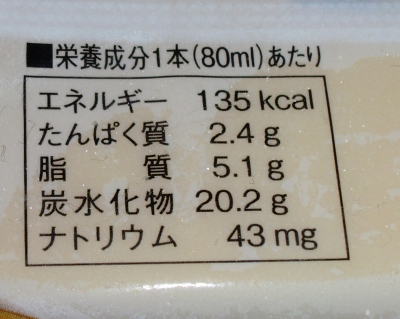 ■栄養成分1本(80ml)あたり
エネルギー 135 kcal
たんぱく質 2.4 g
脂質 5.1 g
炭水化物 20.2 g
ナトリウム 43 mg